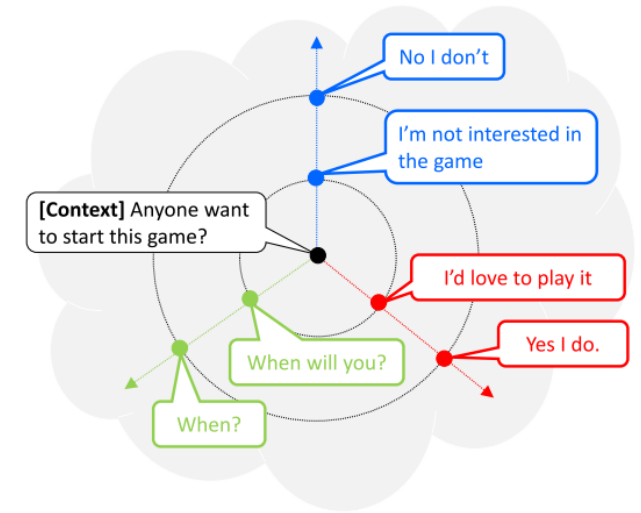 No I don't
I'm not interested in
the game
[Context] Anyone want
to start this game?
I'd love to play it
Yes I do.
When will you?
When?